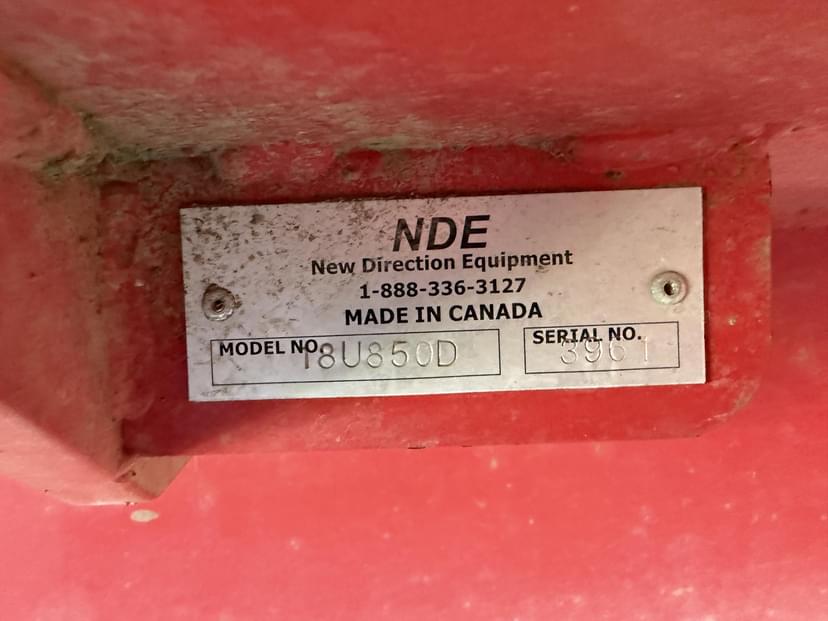 NDE
New Direction Equipment
1-888-336-3127
MADE IN CANADA
MODEL NO. 18U850D
SERIAL NO. 3961